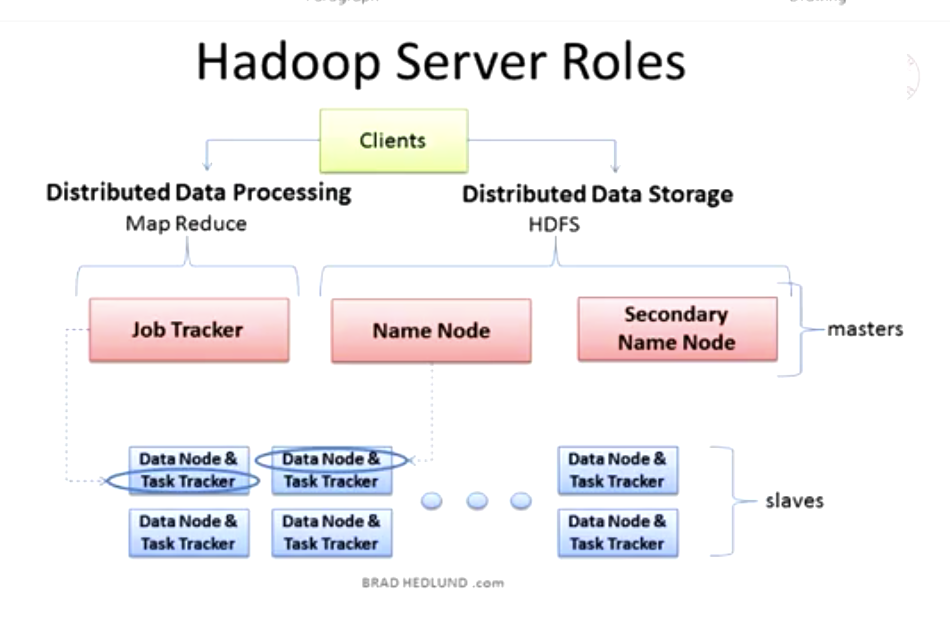 Hadoop Server Roles
Clients
Distributed Data Processing
Map Reduce
Distributed Data Storage
HDFS
Job Tracker
Name Node
Secondary
Name Node
masters
Data Node &
Task Tracker
Data Node &
Task Tracker
Data Node &
Task Tracker
slaves
Data Node &
Task Tracker
Data Node &
Task Tracker
Data Node &
Task Tracker
BRAD HEDLUND .com